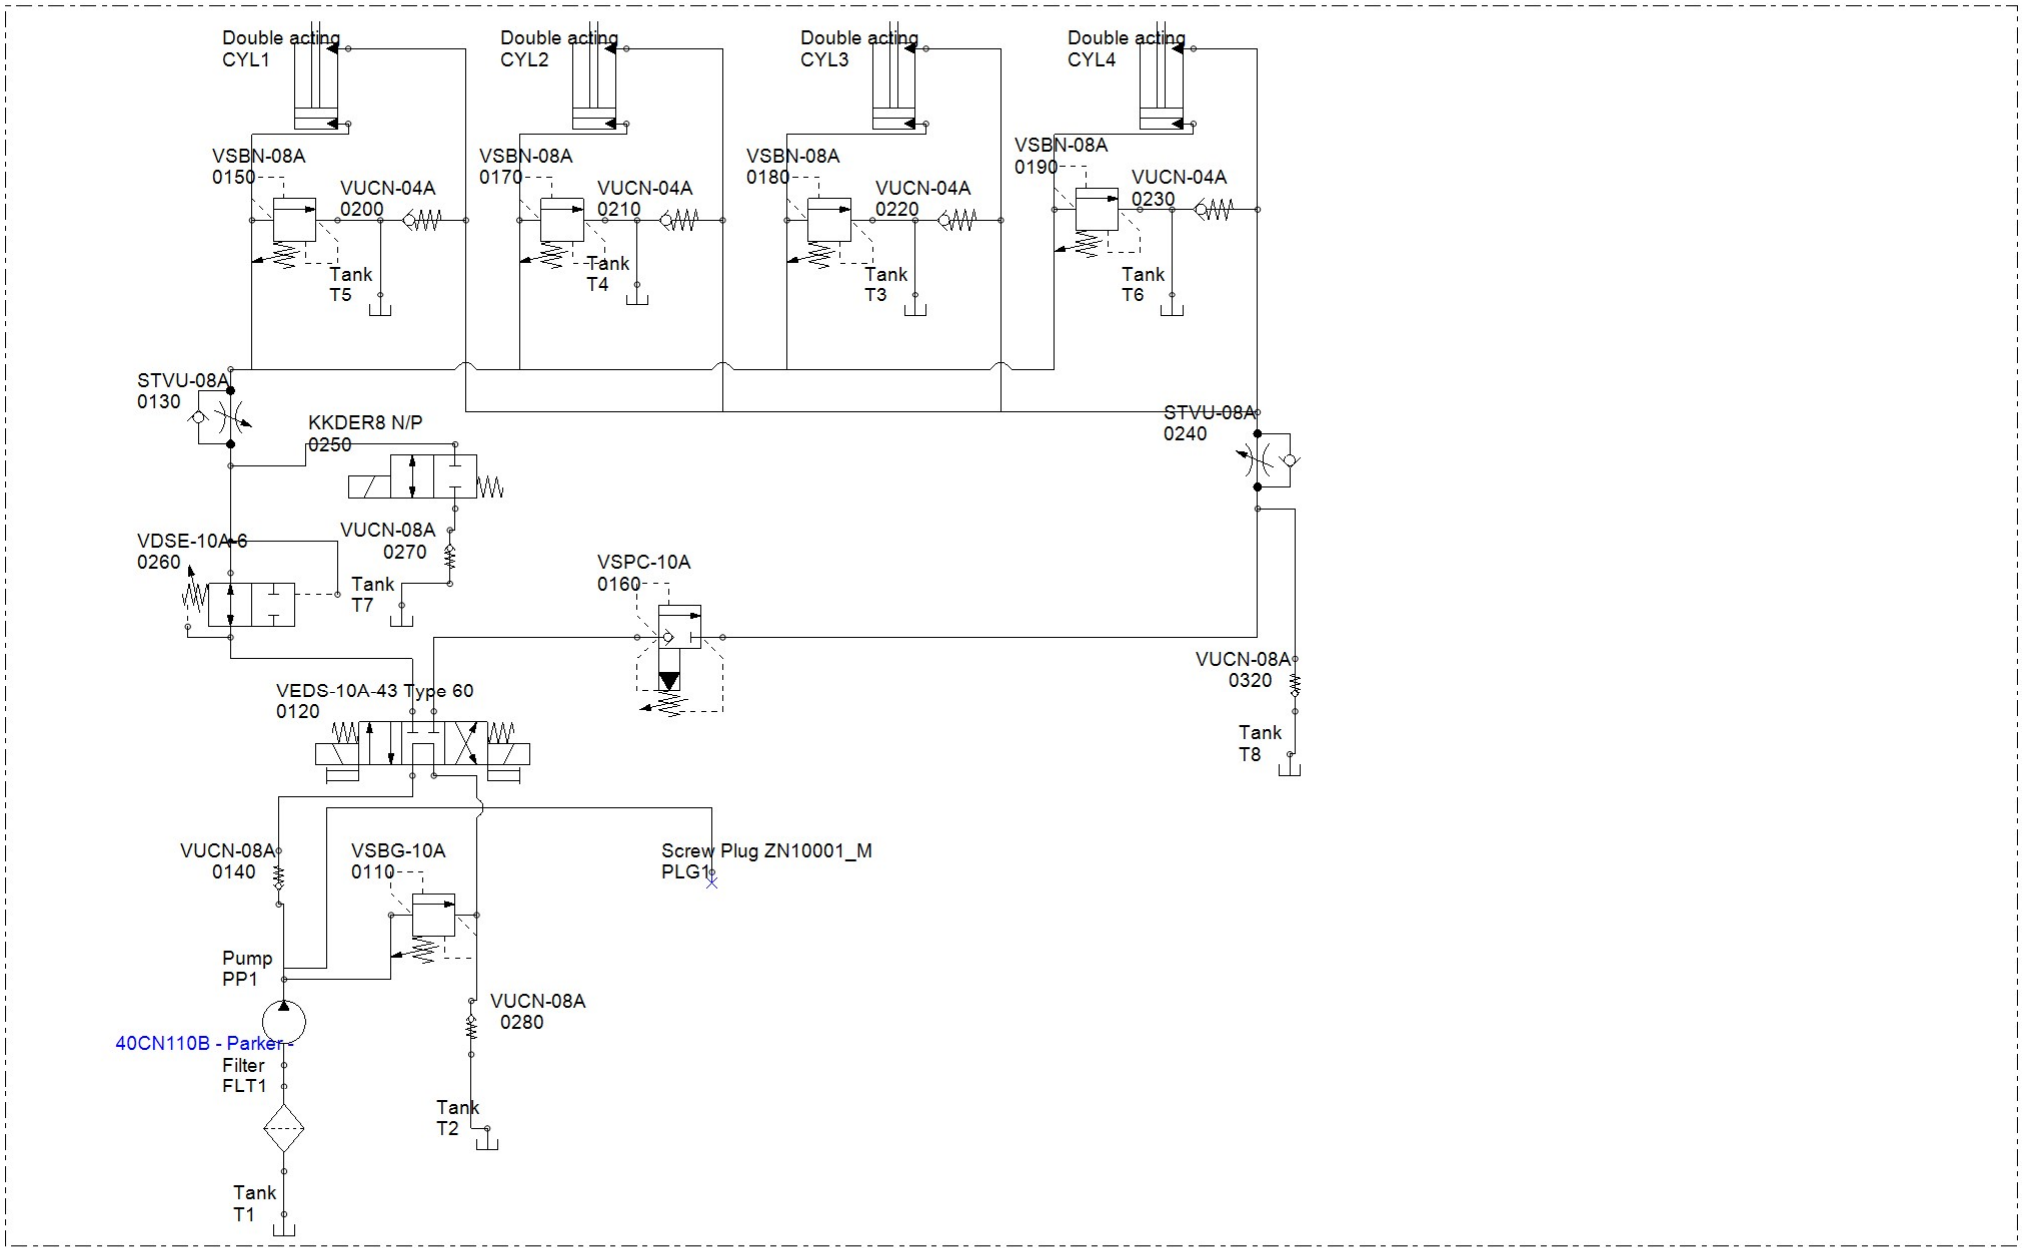 Double acting
CYL1
Double acting
CYL2
Double acting
CYL3
Double acting
CYL4
VSBN-08A
0150
VUCN-04A
0200
VSBN-08A
0170
VUCN-04A
0210
VSBN-08A
0180
VUCN-04A
0220
VSBN-08A
0190
VUCN-04A
0230
Tank
T5
Tank
T4
Tank
T3
Tank
T6
STVU-08A
0130
KKDER8 N/P
0250
STVU-08A
0240
VDSE-10A-6
0260
VUCN-08A
0270
Tank
T7
VSPC-10A
0160
VEDS-10A-43 Type 60
0120
VUCN-08A
0320
Tank
T8
VUCN-08A
0140
VSBG-10A
0110
Screw Plug ZN10001_M
PLG1
Pump
PP1
40CN110B - Parker -
VUCN-08A
0280
Filter
FLT1
Tank
T2
Tank
T1